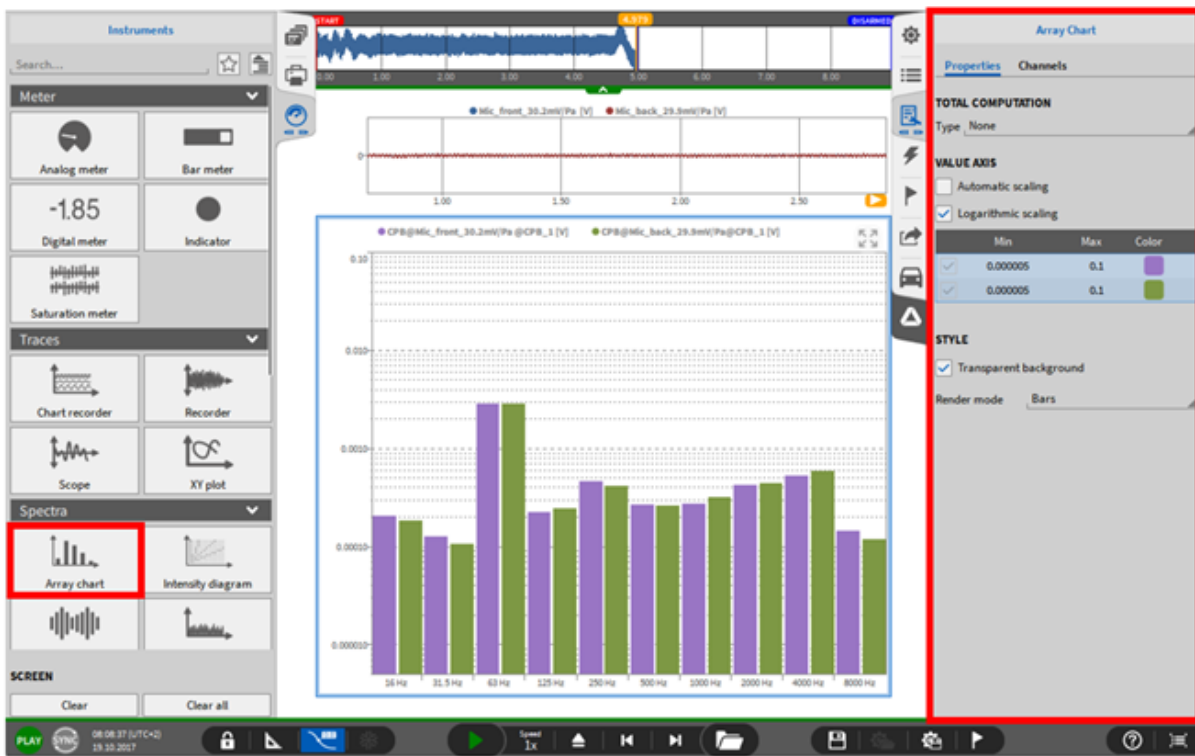 Instruments
Search...
Meter
Analog meter
Bar meter
-1.85
Digital meter
Indicator
Saturation meter
Traces
Chart recorder
Recorder
Scope
XY plot
Spectra
Array chart
Intensity diagram
SCREEN
Clear
Clear all
START
4.979
DISARMED
0.00 1.00 2.00 3.00 4.00 5.00 6.00 7.00 8.00
Mic_front_30.2mV/Pa [V] Mic_back_29.9mV/Pa [V]
0
1.00 1.50 2.00 2.50
CPB@Mic_front_30.2mV/Pa @CPB_1 [V] CPB@Mic_back_29.9mV/Pa@CPB_1 [V]
0.10
0.010
0.0010
0.00010
0.000010
16 Hz 31.5 Hz 63 Hz 125 Hz 250 Hz 500 Hz 1000 Hz 2000 Hz 4000 Hz 8000 Hz
Array Chart
Properties Channels
TOTAL COMPUTATION
Type None
VALUE AXIS
Automatic scaling
Logarithmic scaling
Min Max Color
0.000005 0.1
0.000005 0.1
STYLE
Transparent background
Render mode Bars
PLAY
SYNC
08:08:37 (UTC+2)
19.10.2017
Speed
1x